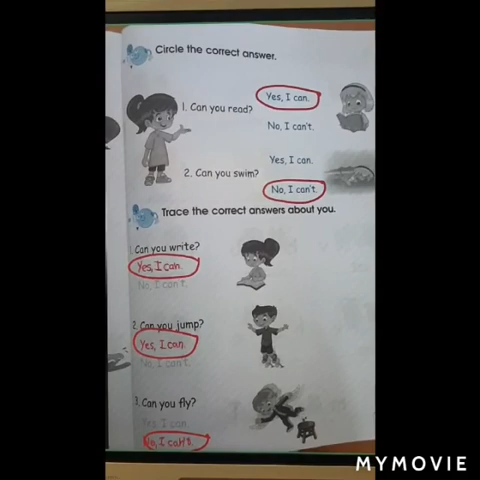 Circle the correct answer.
1. Can you read?
Yes, I can.
No, I can't.
2. Can you swim?
Yes, I can.
No, I can't.
Trace the correct answers about you.
1. Can you write?
Yes, I can.
No, I can't.
2. Can you jump?
Yes, I can.
No, I can't.
3. Can you fly?
Yes, I can.
No, I can't.
MYMOVIE